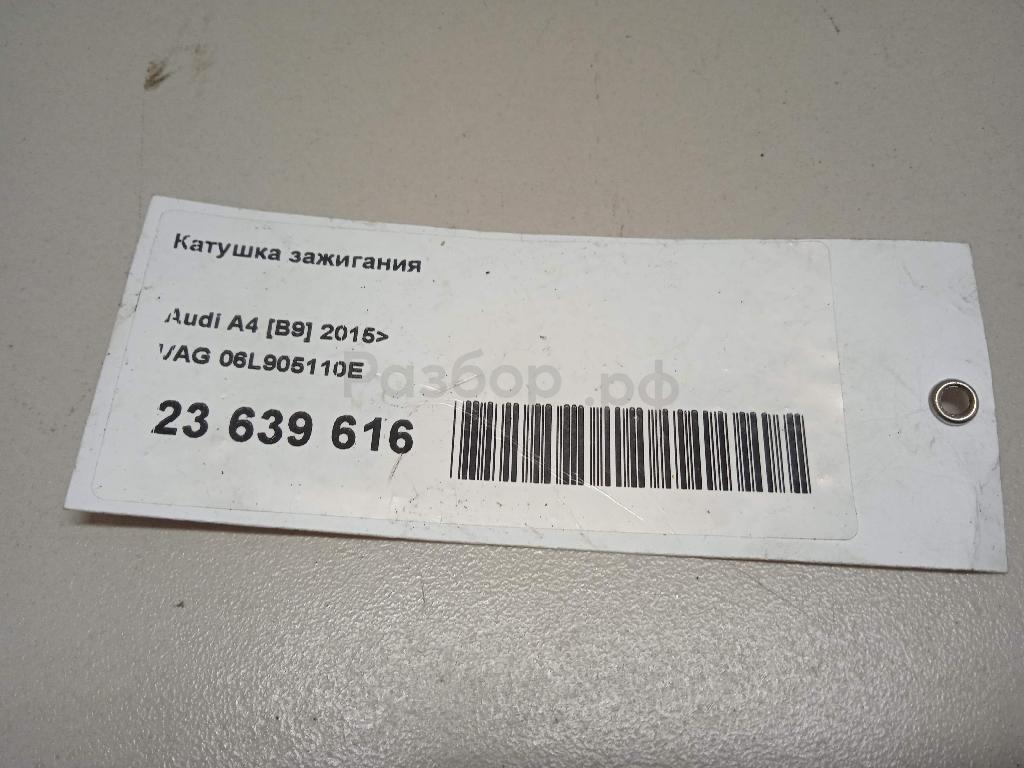 Катушка зажигания
Audi A4 [B9] 2015>
VAG 06L905110E
Разбор.рф
23 639 616